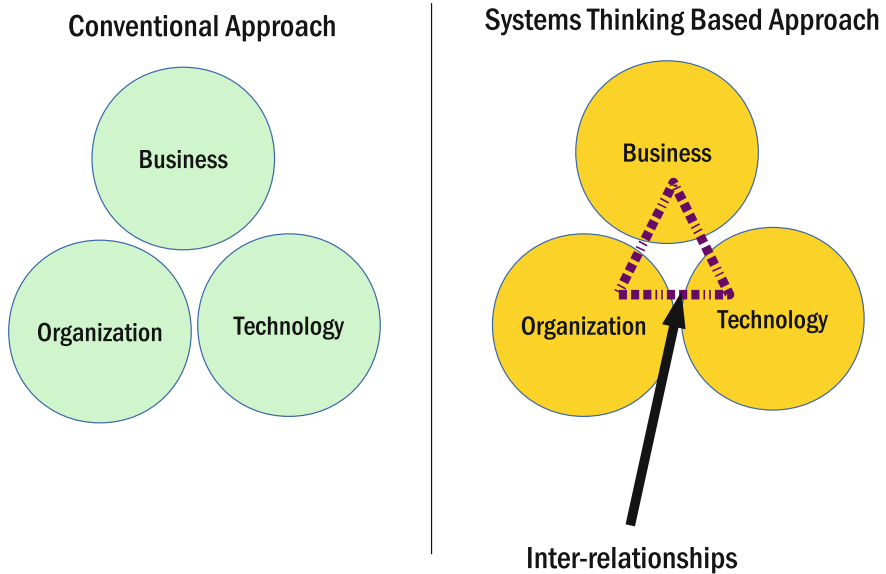 Conventional Approach
Business
Organization
Technology
Systems Thinking Based Approach
Business
Organization
Technology
Inter-relationships